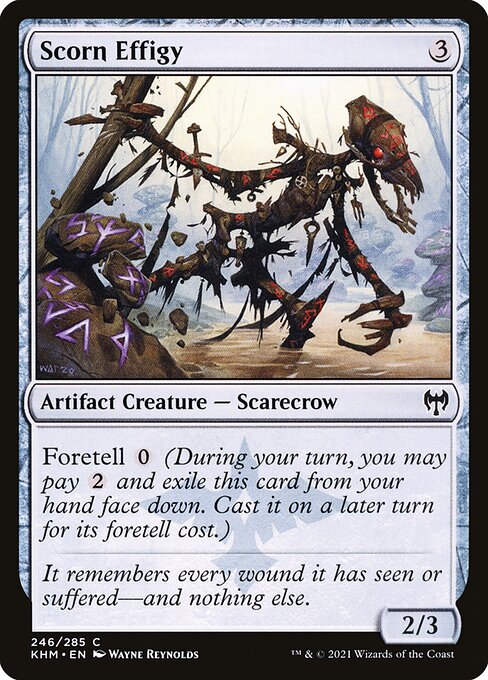 Scorn Effigy 3
WAR20
Artifact Creature — Scarecrow
Foretell 0 (During your turn, you may
pay 2 and exile this card from your
hand face down. Cast it on a later turn
for its foretell cost.)
It remembers every wound it has seen or
suffered—and nothing else.
2/3
246/285 C
KHM • EN Wayne Reynolds
™ & © 2021 Wizards of the Coast